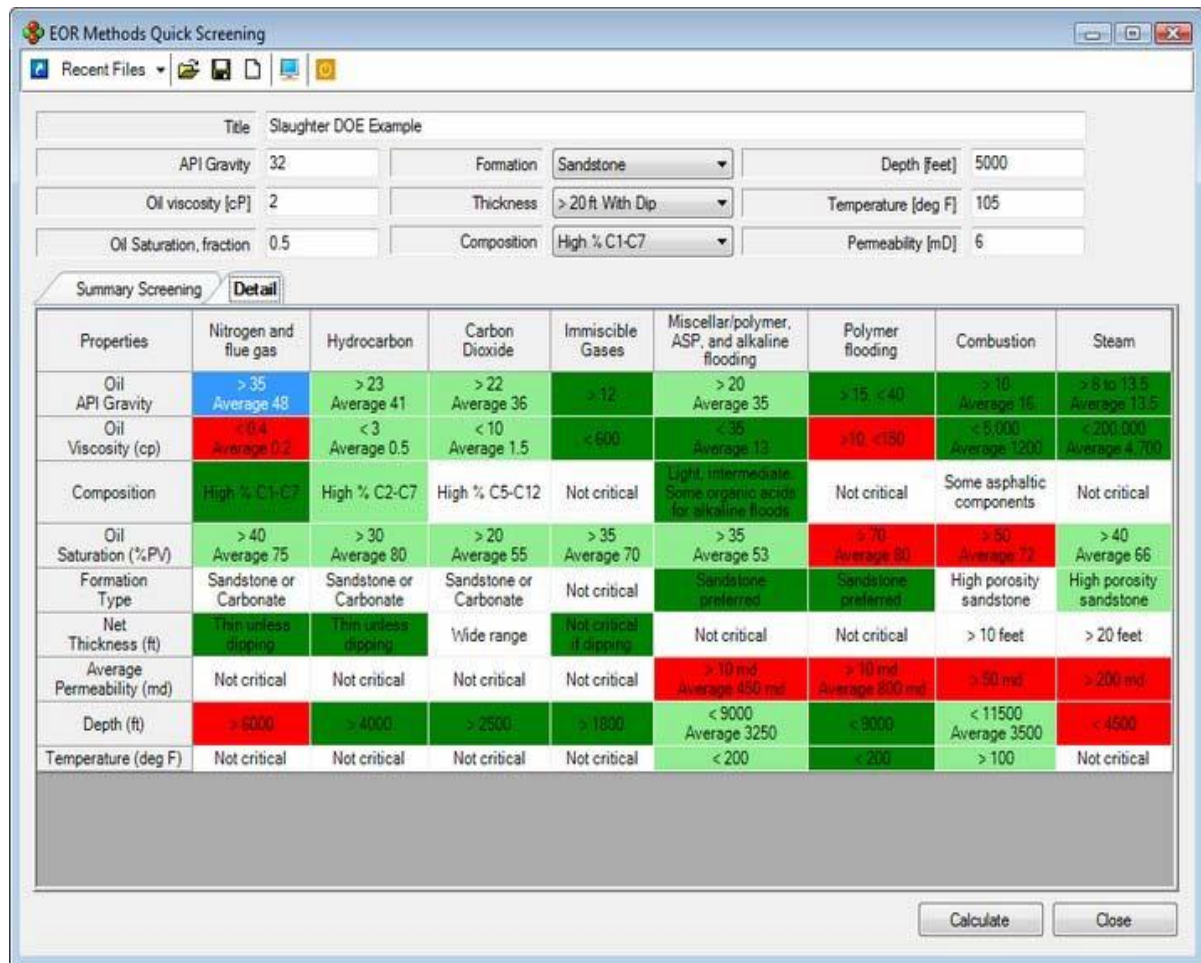 EOR Methods Quick Screening
Recent Files
Title Slaughter DOE Example
API Gravity 32 Formation Sandstone Depth [feet] 5000
Oil viscosity [cP] 2 Thickness > 20 ft With Dip Temperature [deg F] 105
Oil Saturation, fraction 0.5 Composition High % C1-C7 Permeability [mD] 6
Summary Screening Detail
Properties Nitrogen and flue gas Hydrocarbon Carbon Dioxide Immiscible Gases Miscellar/polymer, ASP, and alkaline flooding Polymer flooding Combustion Steam
Oil API Gravity > 35 Average 48 > 23 Average 41 > 22 Average 36 > 12 > 20 Average 35 > 15, < 40 > 10 Average 16 > 8 to 13.5 Average 13.5
Oil Viscosity (cp) < 0.4 Average 0.2 < 3 Average 0.5 < 10 Average 1.5 < 600 < 35 Average 13 >10, <150 < 5,000 Average 1200 < 200,000 Average 4,700
Composition High % C1-C7 High % C2-C7 High % C5-C12 Not critical Light, intermediate. Some organic acids for alkaline floods Not critical Some asphaltic components Not critical
Oil Saturation (%PV) > 40 Average 75 > 30 Average 80 > 20 Average 55 > 35 Average 70 > 35 Average 53 > 70 Average 80 > 50 Average 72 > 40 Average 66
Formation Type Sandstone or Carbonate Sandstone or Carbonate Sandstone or Carbonate Not critical Sandstone preferred Sandstone preferred High porosity sandstone High porosity sandstone
Net Thickness (ft) Thin unless dipping Thin unless dipping Wide range Not critical if dipping Not critical Not critical > 10 feet > 20 feet
Average Permeability (md) Not critical Not critical Not critical Not critical > 10 md Average 450 md > 10 md Average 800 md > 50 md > 200 md
Depth (ft) > 6000 > 4000 > 2500 > 1800 < 9000 Average 3250 < 9000 < 11500 Average 3500 < 4500
Temperature (deg F) Not critical Not critical Not critical Not critical < 200 < 200 > 100 Not critical
Calculate Close